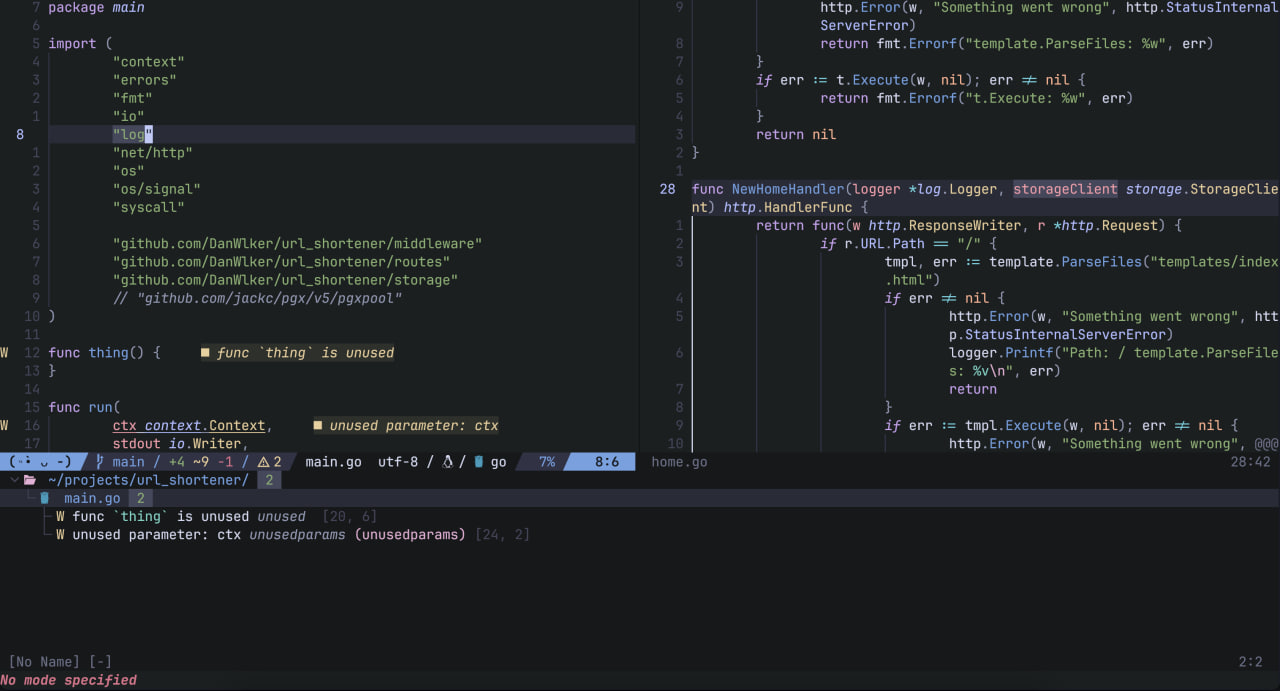 7 package main
6
5 import (
4 "context"
3 "errors"
2 "fmt"
1 "io"
8 "log"
1 "net/http"
2 "os"
3 "os/signal"
4 "syscall"
5
6 "github.com/DanWlker/url_shortener/middleware"
7 "github.com/DanWlker/url_shortener/routes"
8 "github.com/DanWlker/url_shortener/storage"
9 // "github.com/jackc/pgx/v5/pgxpool"
10 )
11
W 12 func thing() { ■ func `thing` is unused
13 }
14
15 func run(
W 16 ctx context.Context, ■ unused parameter: ctx
17 stdout io.Writer,
main / +4 ~9 -1 / ⚠ 2 main.go utf-8 / / go 7% 8:6
9 http.Error(w, "Something went wrong", http.StatusInternal
ServerError)
8 return fmt.Errorf("template.ParseFiles: %w", err)
7 }
6 if err := t.Execute(w, nil); err != nil {
5 return fmt.Errorf("t.Execute: %w", err)
4 }
3 return nil
2 }
1
28 func NewHomeHandler(logger *log.Logger, storageClient storage.StorageClie
nt) http.HandlerFunc {
1 return func(w http.ResponseWriter, r *http.Request) {
2 if r.URL.Path == "/" {
3 tmpl, err := template.ParseFiles("templates/index
.html")
4 if err != nil {
5 http.Error(w, "Something went wrong", htt
p.StatusInternalServerError)
6 logger.Printf("Path: / template.ParseFile
s: %v\n", err)
7 return
8 }
9 if err := tmpl.Execute(w, nil); err != nil {
10 http.Error(w, "Something went wrong", @@@
home.go 28:42
~/projects/url_shortener/ 2
main.go 2
W func `thing` is unused unused [20, 6]
W unused parameter: ctx unusedparams (unusedparams) [24, 2]
[No Name] [-] 2:2
No mode specified